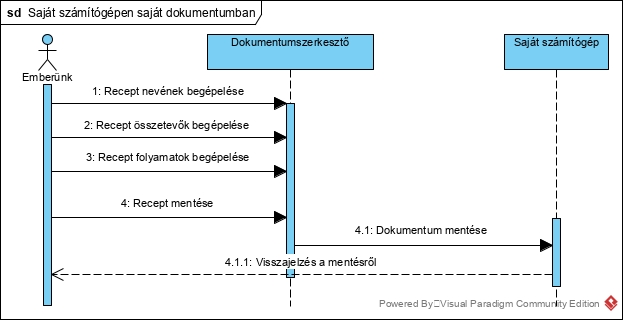 sd Saját számítógépen saját dokumentumban
Emberünk
Dokumentumszerkesztő
Saját számítógép
1: Recept nevének begépelése
2: Recept összetevők begépelése
3: Recept folyamatok begépelése
4: Recept mentése
4.1: Dokumentum mentése
4.1.1: Visszajelzés a mentésről
Powered By Visual Paradigm Community Edition